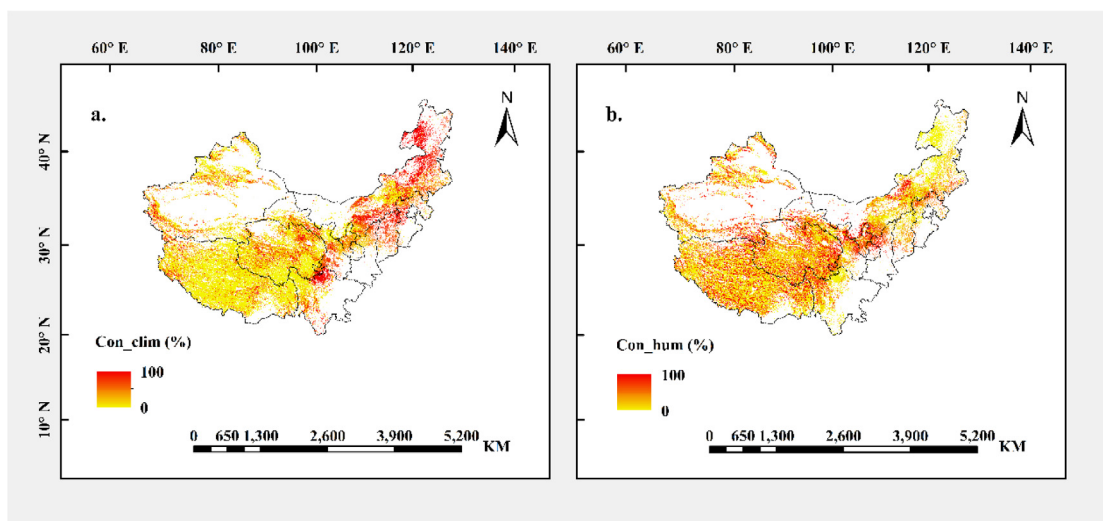 60° E 80° E 100° E 120° E 140° E
60° E 80° E 100° E 120° E 140° E
a.
N
b.
N
40° N
30° N
20° N
10° N
Con_clim (%)
100
0
Con_hum (%)
100
0
0 650 1,300 2,600 3,900 5,200
KM
0 650 1,300 2,600 3,900 5,200
KM